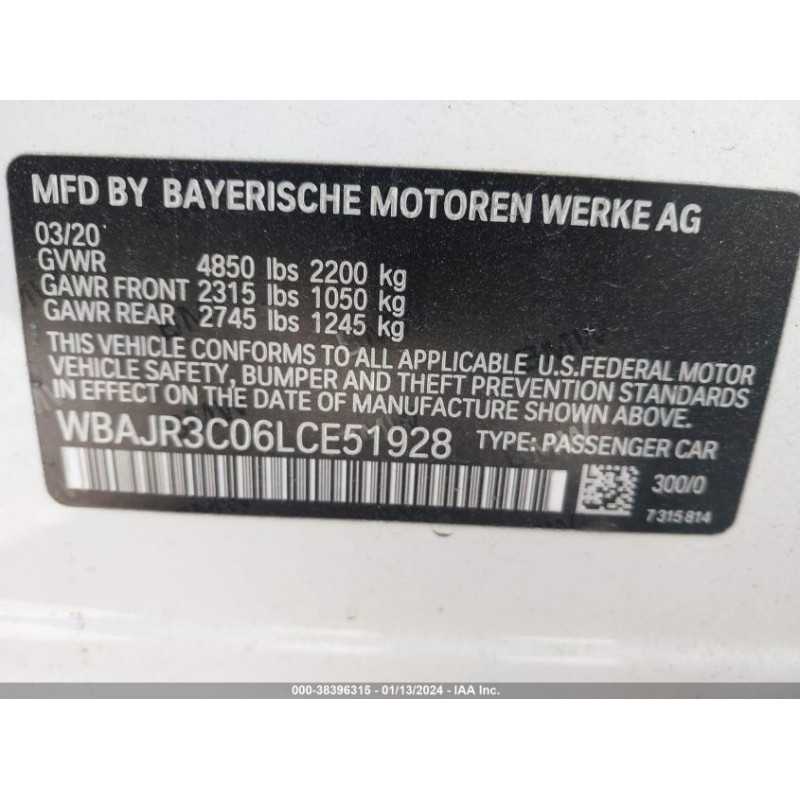 MFD BY BAYERISCHE MOTOREN WERKE AG
03/20
GVWR 4850 lbs 2200 kg
GAWR FRONT 2315 lbs 1050 kg
GAWR REAR 2745 lbs 1245 kg
THIS VEHICLE CONFORMS TO ALL APPLICABLE U.S.FEDERAL MOTOR
VEHICLE SAFETY, BUMPER AND THEFT PREVENTION STANDARDS
IN EFFECT ON THE DATE OF MANUFACTURE SHOWN ABOVE.
WBAJR3C06LCE51928 TYPE: PASSENGER CAR
300/0
7315814
000-38396315 - 01/13/2024 - IAA Inc.